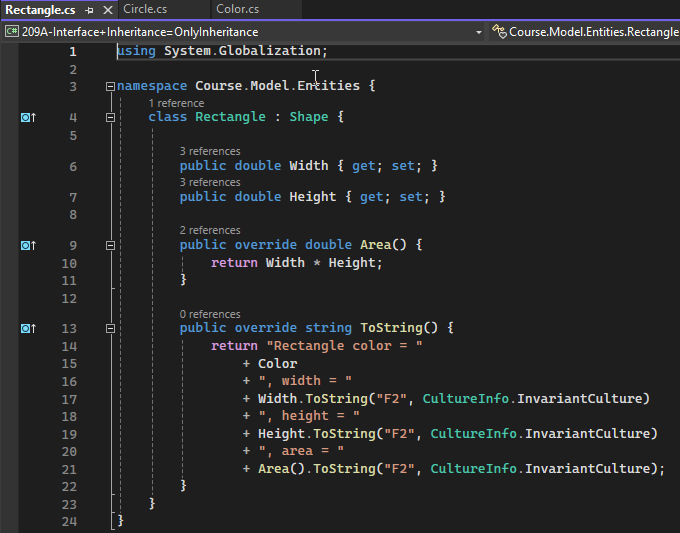 Rectangle.cs Circle.cs Color.cs
C# 209A-Interface+Inheritance=OnlyInheritance Course.Model.Entities.Rectangle
1 using System.Globalization;
2
3 namespace Course.Model.Entities {
1 reference
4 class Rectangle : Shape {
5
3 references
6 public double Width { get; set; }
3 references
7 public double Height { get; set; }
8
2 references
9 public override double Area() {
10 return Width * Height;
11 }
12
0 references
13 public override string ToString() {
14 return "Rectangle color = "
15 + Color
16 + ", width = "
17 + Width.ToString("F2", CultureInfo.InvariantCulture)
18 + ", height = "
19 + Height.ToString("F2", CultureInfo.InvariantCulture)
20 + ", area = "
21 + Area().ToString("F2", CultureInfo.InvariantCulture);
22 }
23 }
24 }